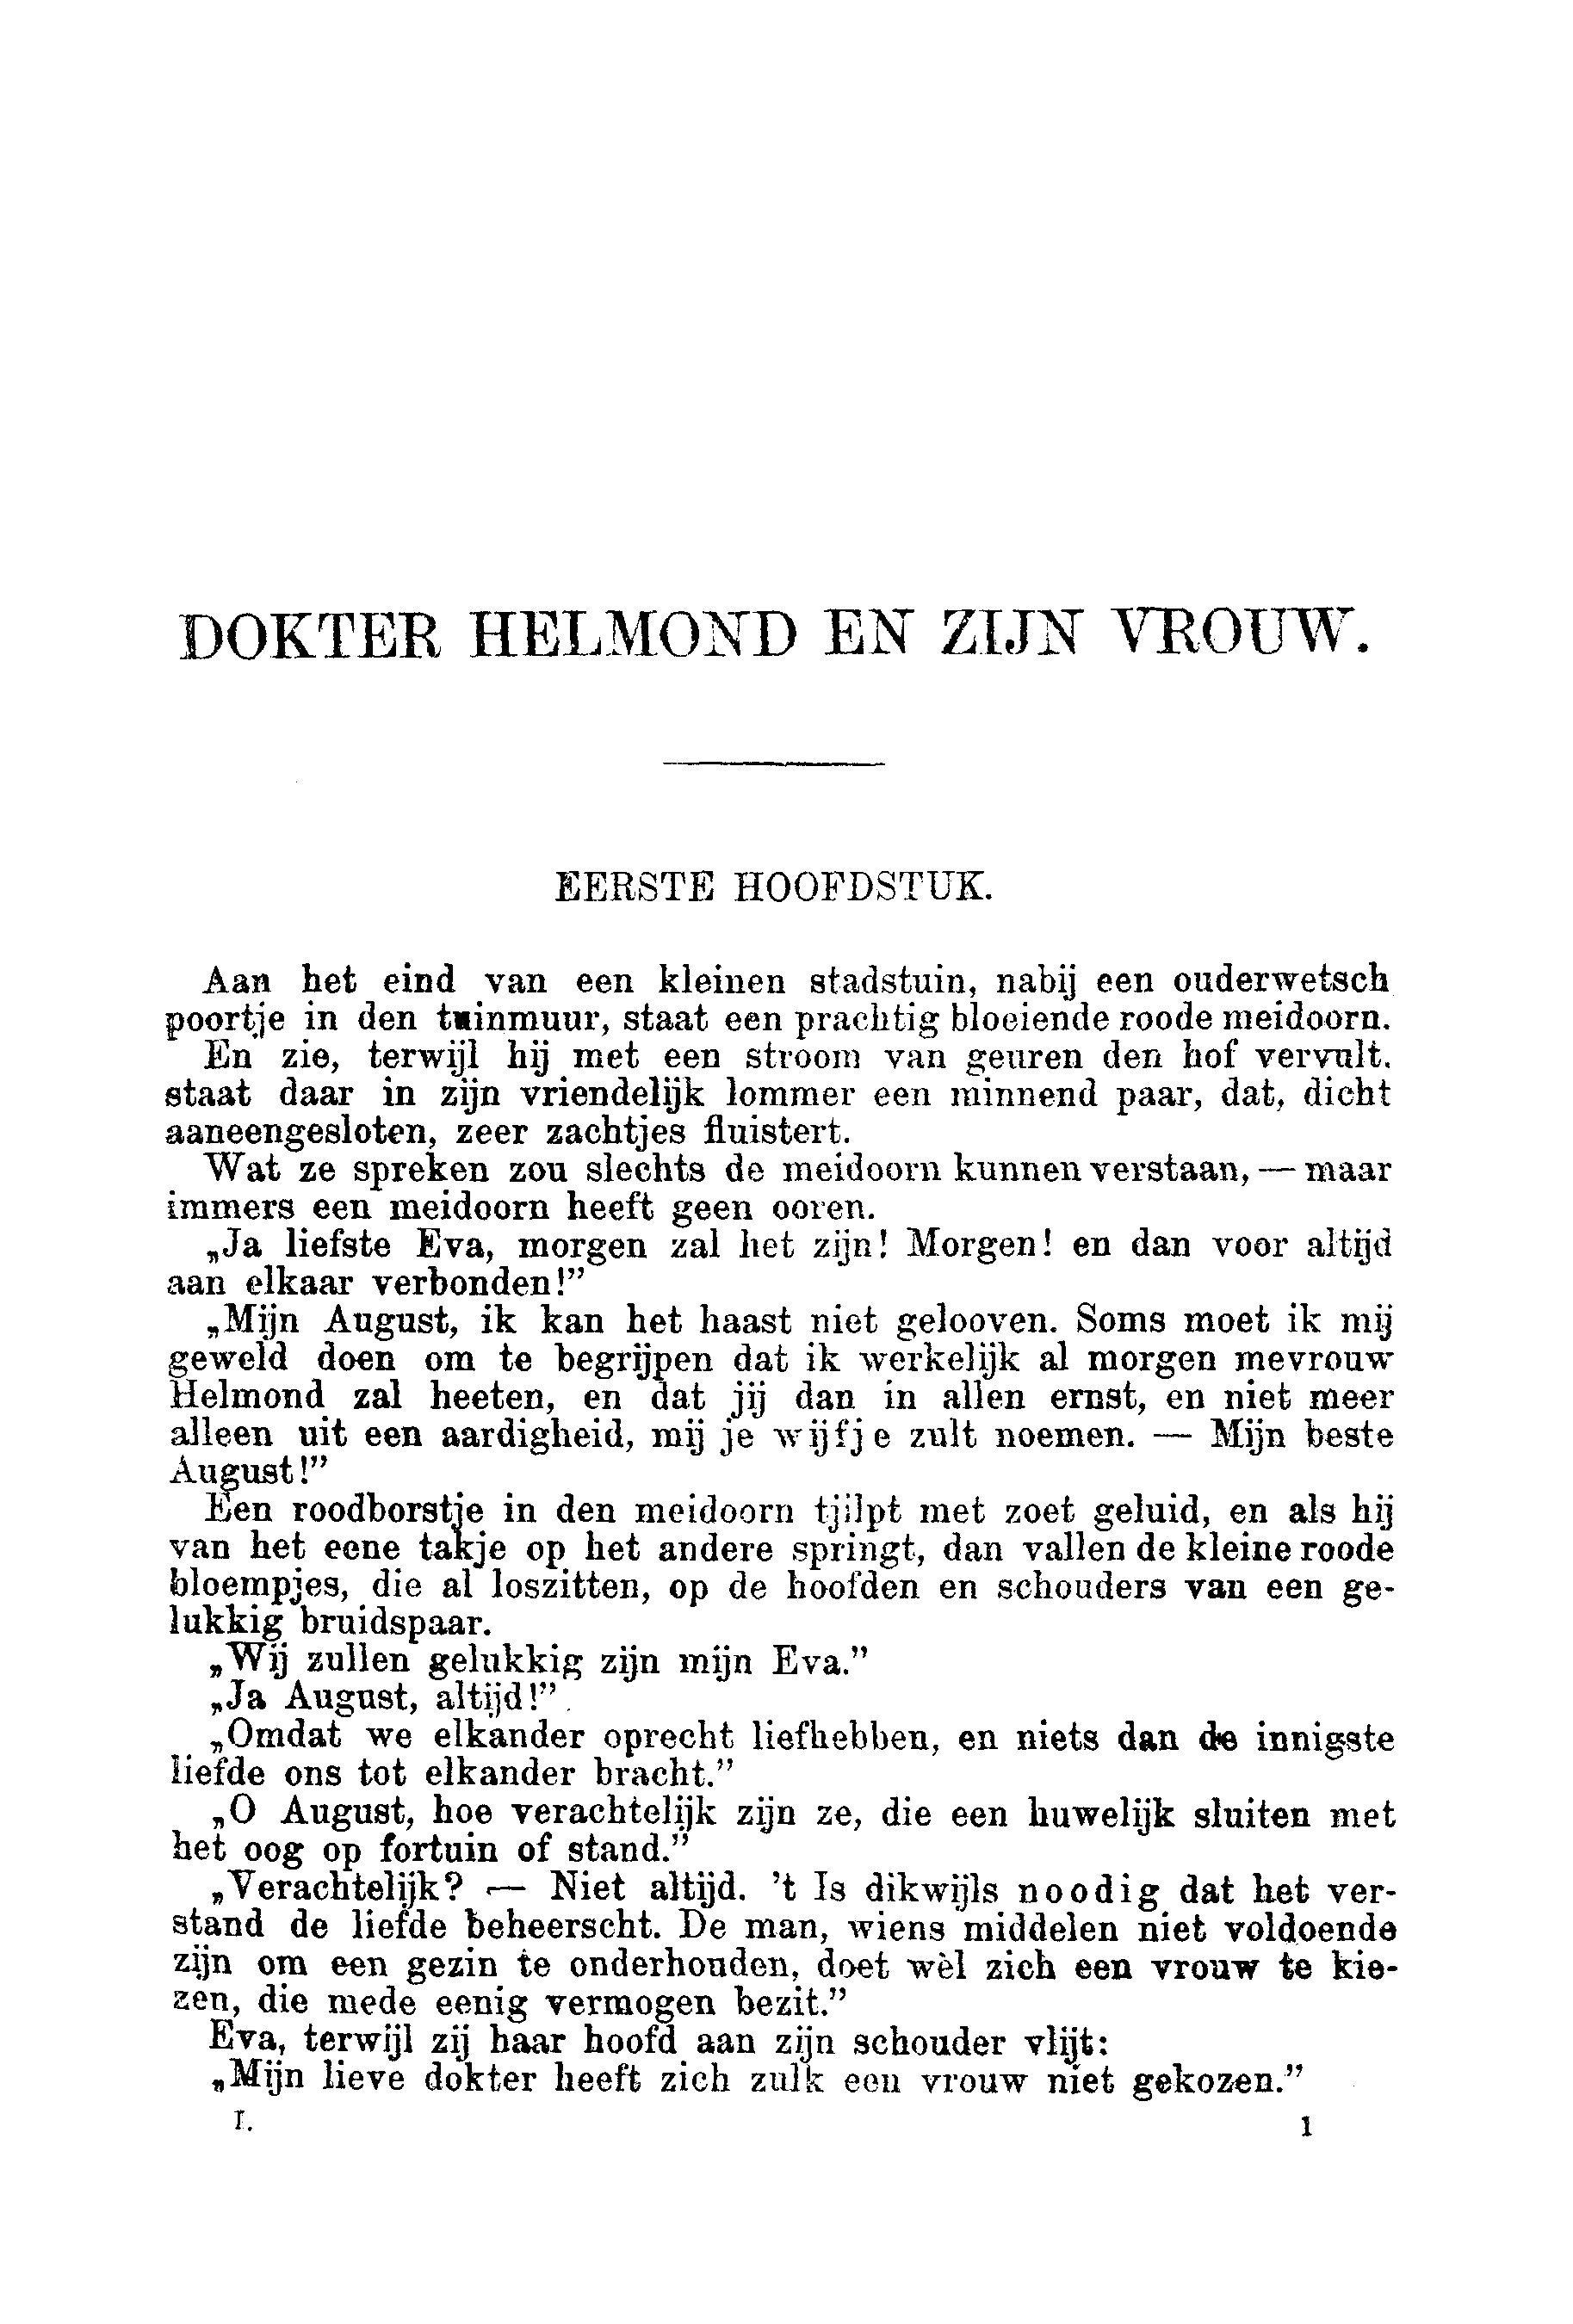 DOKTER HELMOND EN ZIJN VROUW.
EERSTE HOOFDSTUK.
Aan het eind van een kleinen stadstuin, nabij een ouderwetsch
poortje in den tuinmuur, staat een prachtig bloeiende roode meidoorn.
En zie, terwijl hij met een stroom van geuren den hof vervult.
staat daar in zijn vriendelijk lommer een minnend paar, dat, dicht
aaneengesloten, zeer zachtjes fluistert.
Wat ze spreken zou slechts de meidoorn kunnen verstaan, — maar
immers een meidoorn heeft geen ooren.
„Ja liefste Eva, morgen zal het zijn! Morgen! en dan voor altijd
aan elkaar verbonden!”
„Mijn August, ik kan het haast niet gelooven. Soms moet ik mij
geweld doen om te begrijpen dat ik werkelijk al morgen mevrouw
Helmond zal heeten, en dat jij dan in allen ernst, en niet meer
alleen uit een aardigheid, mij je wijfje zult noemen. — Mijn beste
August!”
Een roodborstje in den meidoorn tjilpt met zoet geluid, en als hij
van het eene takje op het andere springt, dan vallen de kleine roode
bloempjes, die al loszitten, op de hoofden en schouders van een ge-
lukkig bruidspaar.
„Wij zullen gelukkig zijn mijn Eva.”
„Ja August, altijd!”
„Omdat we elkander oprecht liefhebben, en niets dan de innigste
liefde ons tot elkander bracht.”
„O August, hoe verachtelijk zijn ze, die een huwelijk sluiten met
het oog op fortuin of stand.”
„Verachtelijk? — Niet altijd. 't Is dikwijls noodig dat het ver-
stand de liefde beheerscht. De man, wiens middelen niet voldoende
zijn om een gezin te onderhouden, doet wèl zich een vrouw te kie-
zen, die mede eenig vermogen bezit.”
Eva, terwijl zij haar hoofd aan zijn schouder vlijt:
„Mijn lieve dokter heeft zich zulk een vrouw niet gekozen.”
I. 1